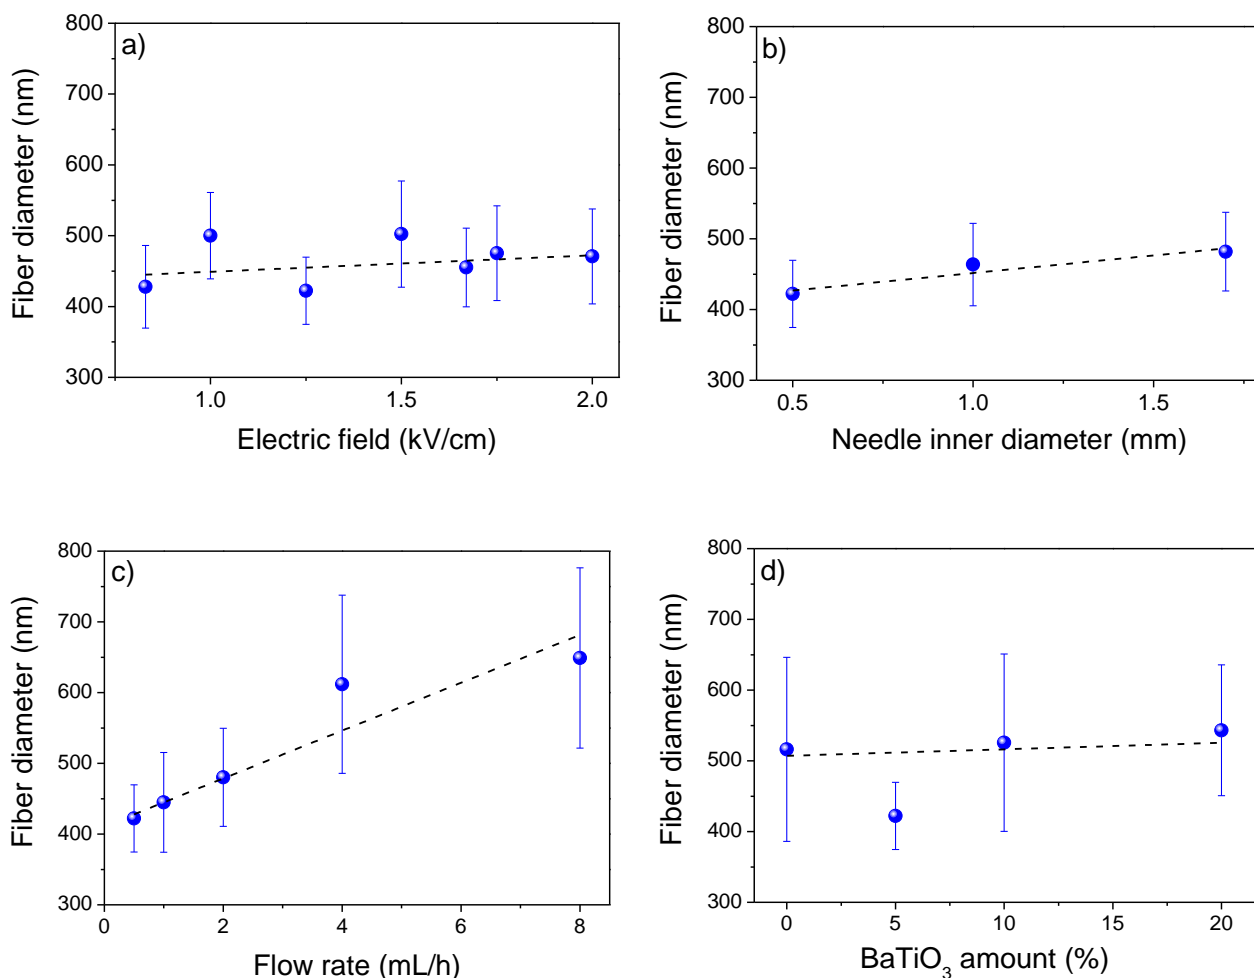 a)
800
700
600
500
400
300
Fiber diameter (nm)
1.0 1.5 2.0
Electric field (kV/cm)
b)
800
700
600
500
400
300
Fiber diameter (nm)
0.5 1.0 1.5
Needle inner diameter (mm)
c)
800
700
600
500
400
300
Fiber diameter (nm)
0 2 4 6 8
Flow rate (mL/h)
d)
800
700
600
500
400
300
Fiber diameter (nm)
0 5 10 15 20
BaTiO₃ amount (%)